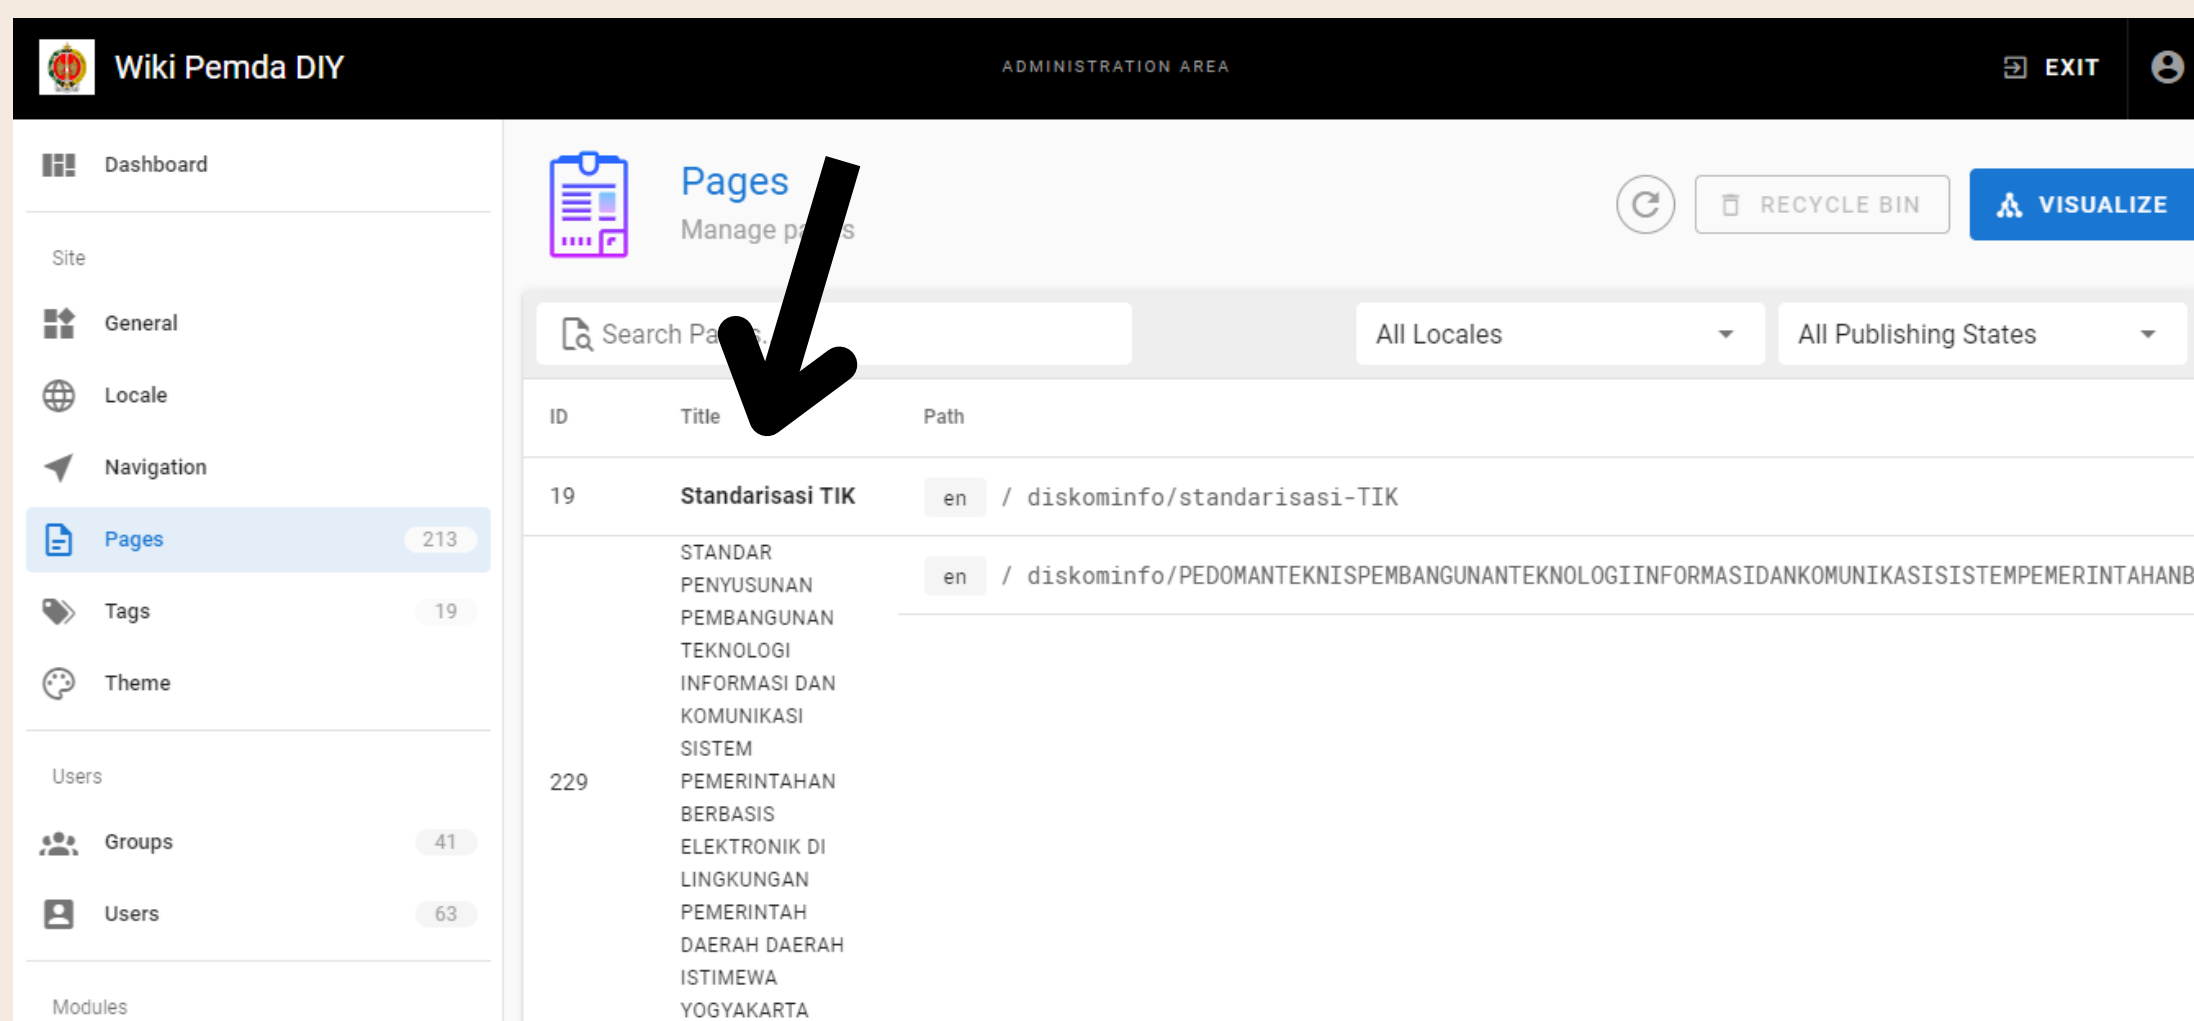 Wiki Pemda DIY
ADMINISTRATION AREA
EXIT
Dashboard
Site
General
Locale
Navigation
Pages 213
Tags 19
Theme
Users
Groups 41
Users 63
Modules
Pages
Manage
RECYCLE BIN
VISUALIZE
Search
All Locales
All Publishing States
ID Title Path
19 Standarisasi TIK en / diskominfo/standarisasi-TIK
229
STANDAR
PENYUSUNAN
PEMBANGUNAN
TEKNOLOGI
INFORMASI DAN
KOMUNIKASI
SISTEM
PEMERINTAHAN
BERBASIS
ELEKTRONIK DI
LINGKUNGAN
PEMERINTAH
DAERAH DAERAH
ISTIMEWA
YOGYAKARTA
en / diskominfo/PEDOMANTEKNISPEMBANGUNANTEKNOLOGIINFORMASIDANKOMUNIKASISISTEMPEMERINTAHANB